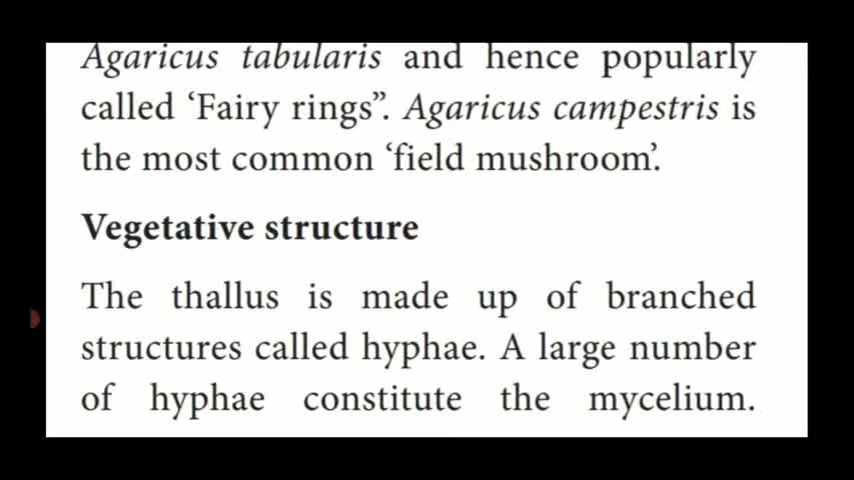 Agaricus tabularis and hence popularly
called ‘Fairy rings”. Agaricus campestris is
the most common ‘field mushroom’.
Vegetative structure
The thallus is made up of branched
structures called hyphae. A large number
of hyphae constitute the mycelium.